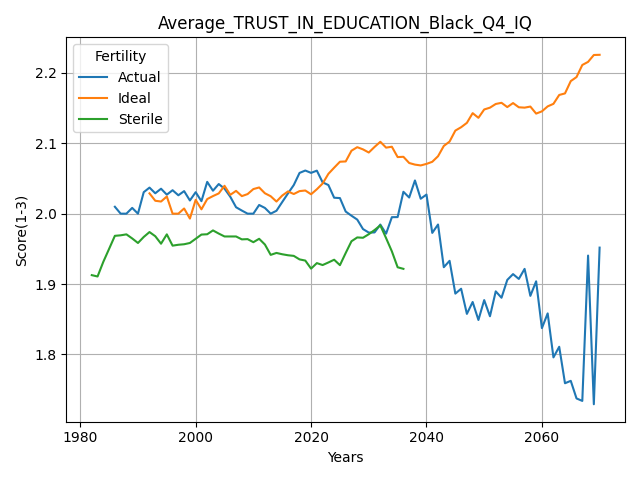 Average_TRUST_IN_EDUCATION_Black_Q4_IQ
Fertility
Actual
Ideal
Sterile
Score(1-3)
2.2
2.1
2.0
1.9
1.8
1980
2000
2020
2040
2060
Years